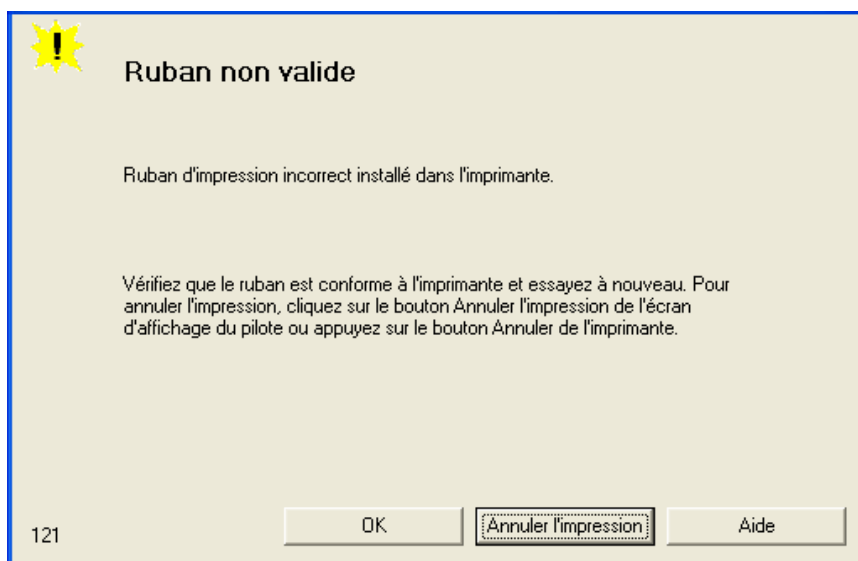 Ruban non valide
Ruban d'impression incorrect installé dans l'imprimante.
Vérifiez que le ruban est conforme à l'imprimante et essayez à nouveau. Pour
annuler l'impression, cliquez sur le bouton Annuler l'impression de l'écran
d'affichage du pilote ou appuyez sur le bouton Annuler de l'imprimante.
121
OK
Annuler l'impression
Aide